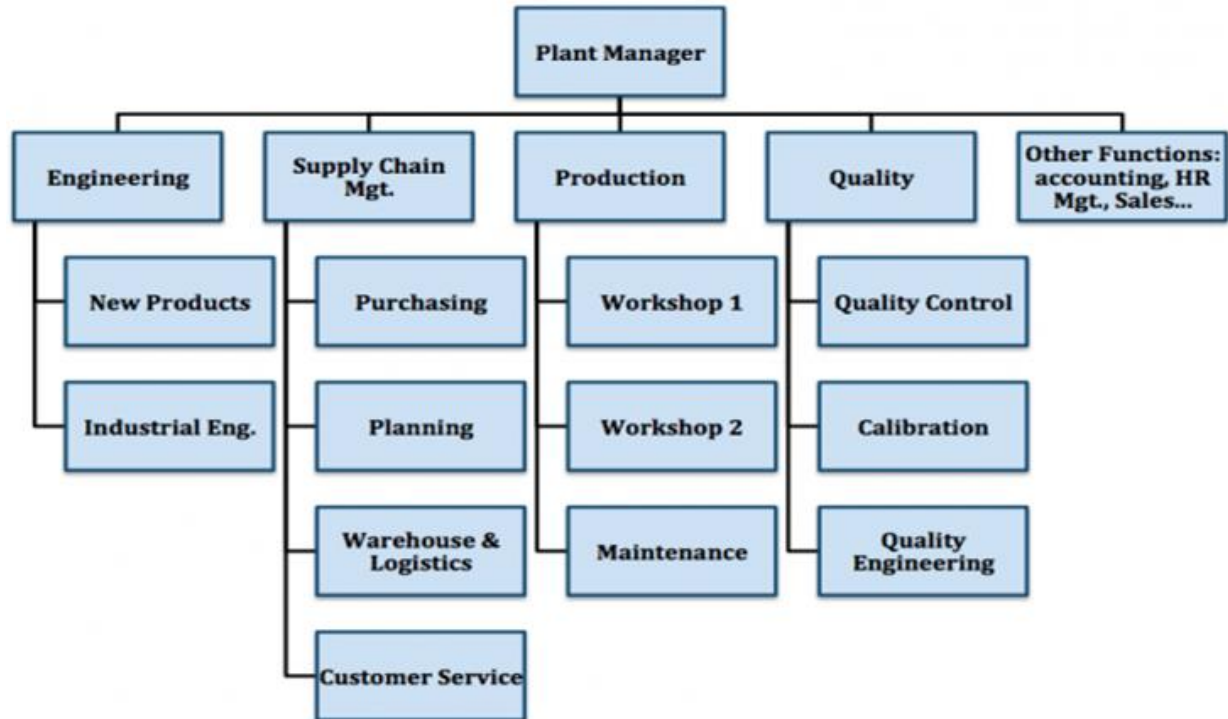 Plant Manager
Engineering
Supply Chain
Mgt.
Production
Quality
Other Functions:
accounting, HR
Mgt., Sales...
New Products
Purchasing
Workshop 1
Quality Control
Industrial Eng.
Planning
Workshop 2
Calibration
Warehouse &
Logistics
Maintenance
Quality
Engineering
Customer Service